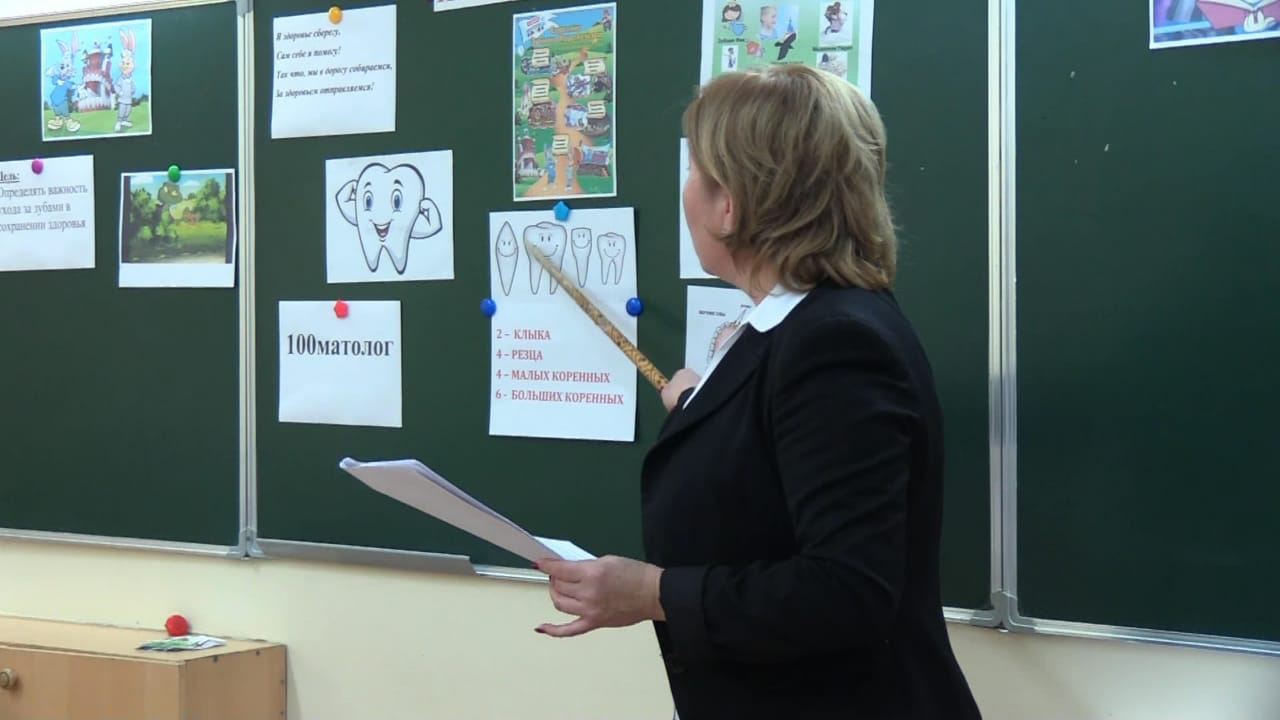 Я здоровье сберегу,
Сам себе я помогу!
Так что, мы в дорогу собираемся,
За здоровьем отправляемся!
Цель:
Определять важность
ухода за зубами в
сохранении здоровья
100матолог
2 – КЛЫКА
4 – РЕЗЦА
4 – МАЛЫХ КОРЕННЫХ
6 - БОЛЬШИХ КОРЕННЫХ